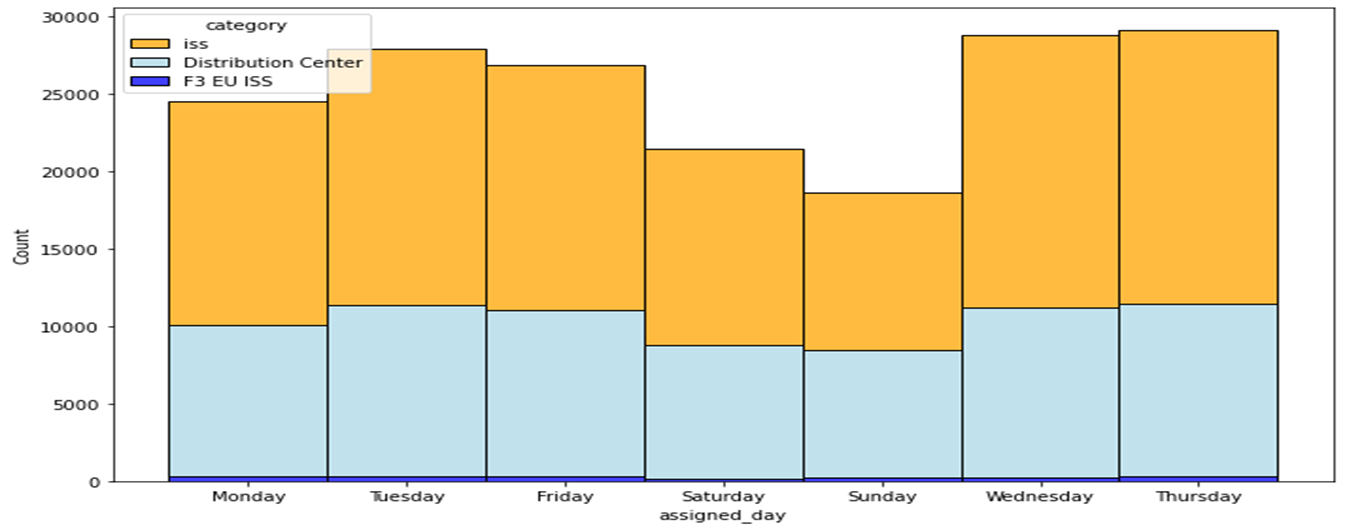 category
iss
Distribution Center
F3 EU ISS
30000
25000
20000
15000
10000
5000
0
Count
Monday Tuesday Friday Saturday Sunday Wednesday Thursday
assigned_day